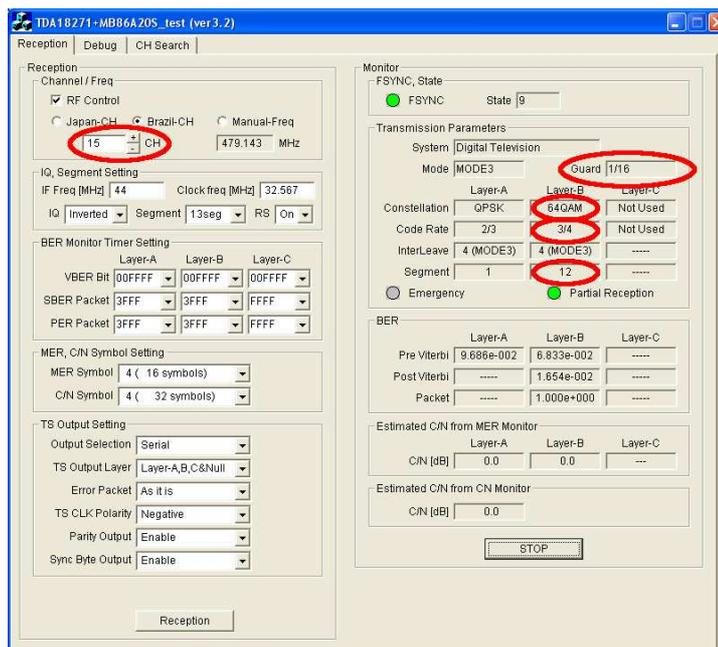 TDA18271+MB86A20S_test (ver3.2)
Reception Debug CH Search
Reception
Channel / Freq
RF Control
Japan-CH Brazil-CH Manual-Freq
15 + - CH 479.143 MHz
IQ, Segment Setting
IF Freq [MHz] 44 Clock freq [MHz] 32.567
IQ Inverted Segment 13seg RS On
BER Monitor Timer Setting
Layer-A Layer-B Layer-C
VBER Bit 00FFFF 00FFFF 00FFFF
SBER Packet 3FFF 3FFF FFFF
PER Packet 3FFF 3FFF FFFF
MER, C/N Symbol Setting
MER Symbol 4 ( 16 symbols)
C/N Symbol 4 ( 32 symbols)
TS Output Setting
Output Selection Serial
TS Output Layer Layer-A,B,C&Null
Error Packet As it is
TS CLK Polarity Negative
Parity Output Enable
Sync Byte Output Enable
Reception
Monitor
FSYNC, State
FSYNC State 9
Transmission Parameters
System Digital Television
Mode MODE3 Guard 1/16
Layer-A Layer-B Layer-C
Constellation QPSK 64QAM Not Used
Code Rate 2/3 3/4 Not Used
InterLeave 4 (MODE3) 4 (MODE3) -----
Segment 1 12 -----
Emergency Partial Reception
BER
Layer-A Layer-B Layer-C
Pre Viterbi 9.686e-002 6.833e-002 -----
Post Viterbi ----- 1.654e-002 -----
Packet ----- 1.000e+000 -----
Estimated C/N from MER Monitor
Layer-A Layer-B Layer-C
C/N [dB] 0.0 0.0 ---
Estimated C/N from CN Monitor
C/N [dB] 0.0
STOP